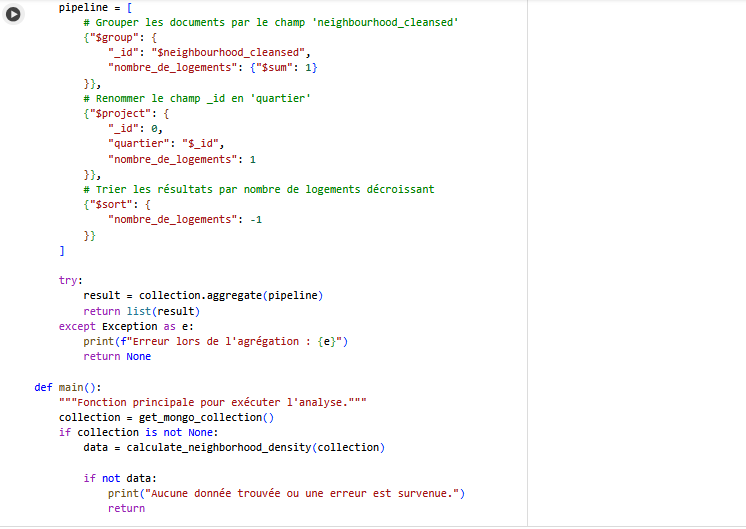 pipeline = [
# Grouper les documents par le champ 'neighbourhood_cleansed'
{"$group": {
"_id": "$neighbourhood_cleansed",
"nombre_de_logements": {"$sum": 1}
}},
# Renommer le champ _id en 'quartier'
{"$project": {
"_id": 0,
"quartier": "$_id",
"nombre_de_logements": 1
}},
# Trier les résultats par nombre de logements décroissant
{"$sort": {
"nombre_de_logements": -1
}}
]
try:
result = collection.aggregate(pipeline)
return list(result)
except Exception as e:
print(f"Erreur lors de l'agrégation : {e}")
return None
def main():
"""Fonction principale pour exécuter l'analyse."""
collection = get_mongo_collection()
if collection is not None:
data = calculate_neighborhood_density(collection)
if not data:
print("Aucune donnée trouvée ou une erreur est survenue.")
return